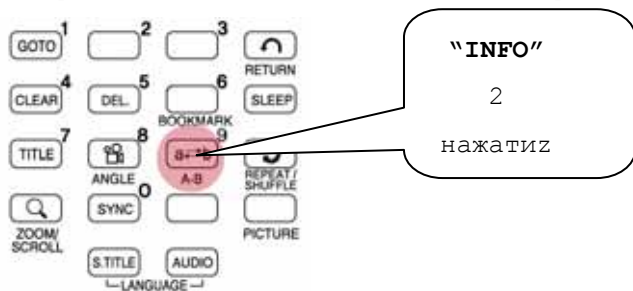 1 2 3
GOTO
RETURN
4 5 6
CLEAR DEL. SLEEP
BOOKMARK
7 8 9
TITLE
ANGLE A-B REPEAT/
SHUFFLE
0
SYNC
ZOOM/
SCROLL
PICTURE
S.TITLE AUDIO
LANGUAGE
“INFO”
2
нажатиz